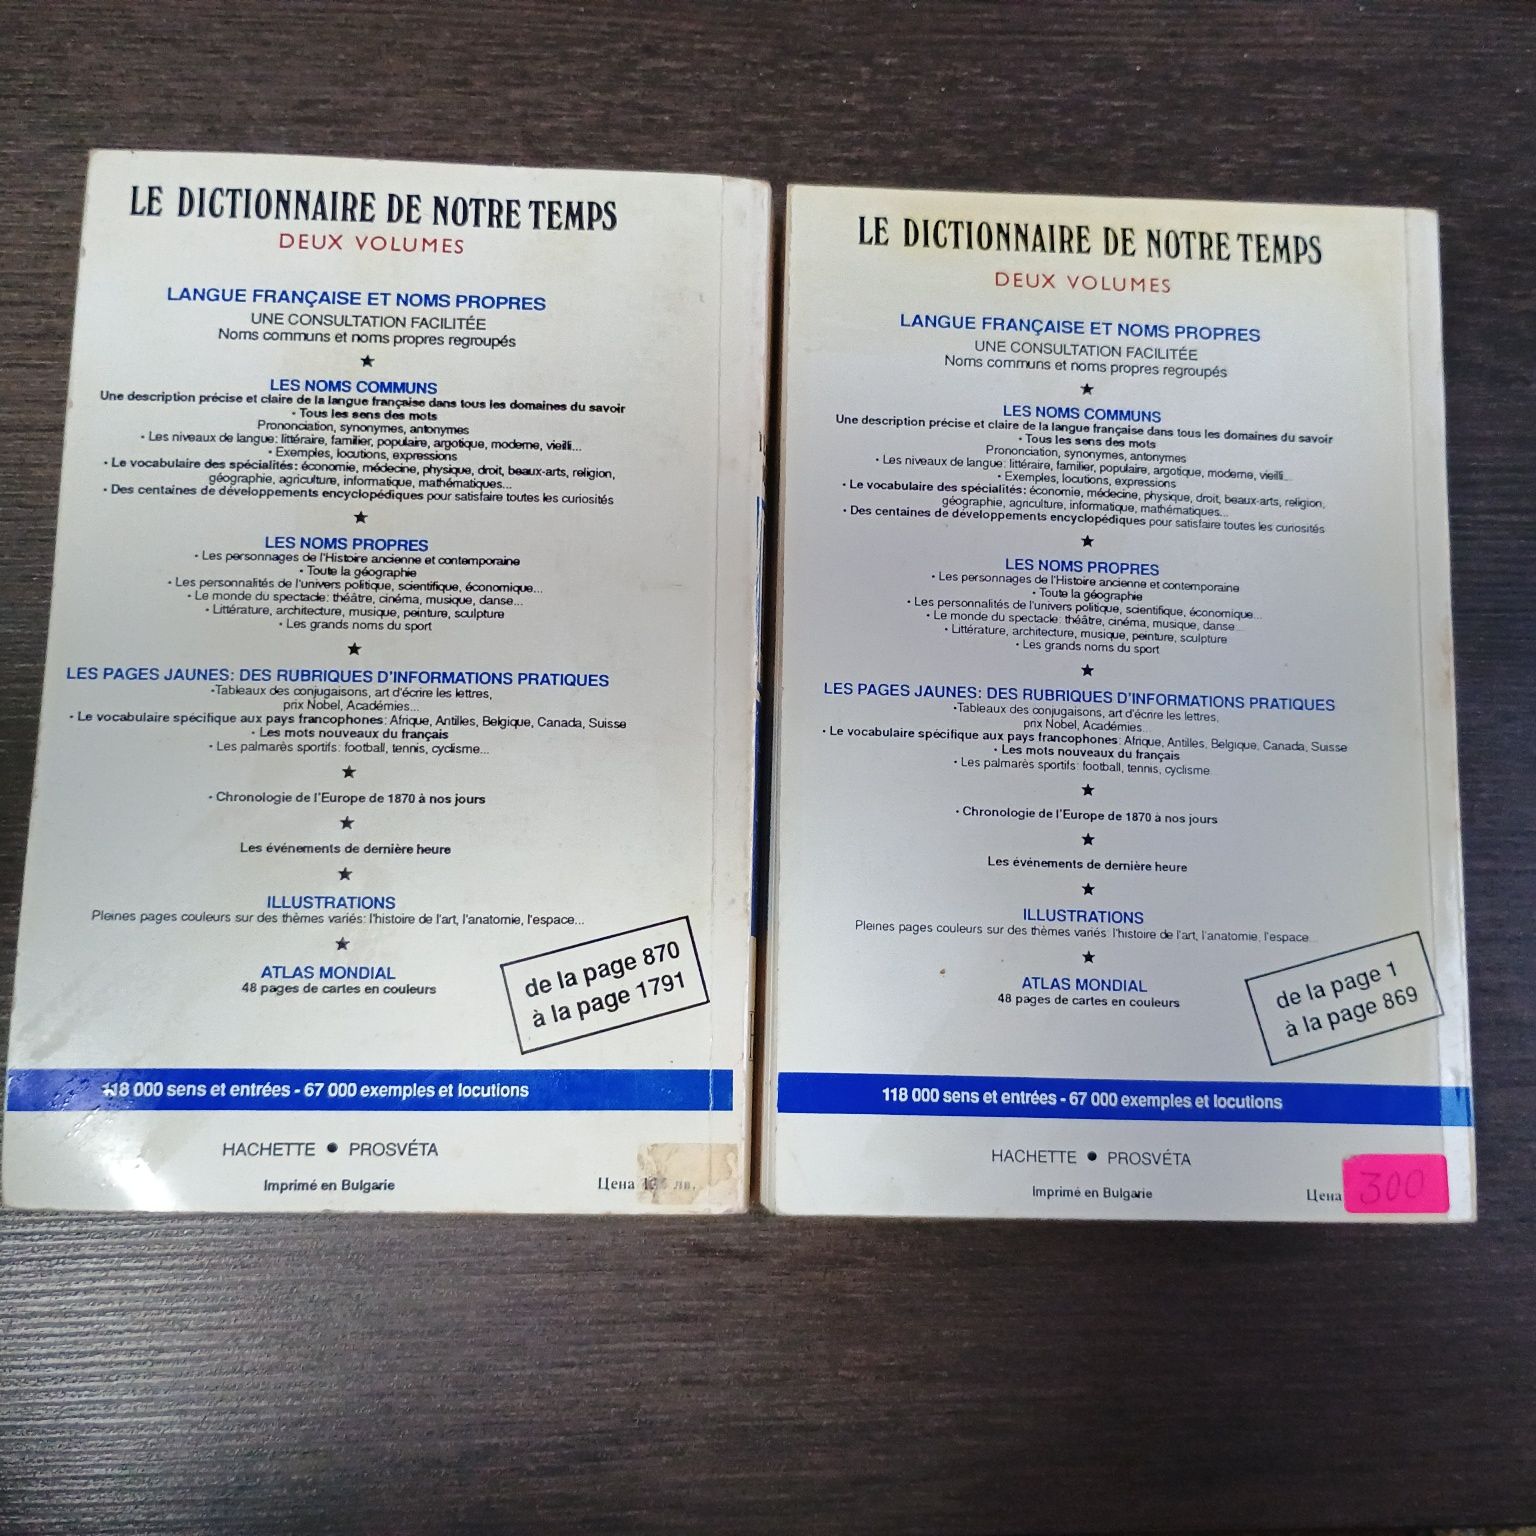 LE DICTIONNAIRE DE NOTRE TEMPS
DEUX VOLUMES
LANGUE FRANÇAISE ET NOMS PROPRES
UNE CONSULTATION FACILITÉE
Noms communs et noms propres regroupés
★
LES NOMS COMMUNS
Une description précise et claire de la langue française dans tous les domaines du savoir
• Tous les sens des mots
Prononciation, synonymes, antonymes
• Les niveaux de langue: littéraire, familier, populaire, argotique, moderne, vieilli...
• Exemples, locutions, expressions
• Le vocabulaire des spécialités: économie, médecine, physique, droit, beaux-arts, religion,
géographie, agriculture, informatique, mathématiques...
• Des centaines de développements encyclopédiques pour satisfaire toutes les curiosités
★
LES NOMS PROPRES
• Les personnages de l'Histoire ancienne et contemporaine
• Toute la géographie
• Les personnalités de l'univers politique, scientifique, économique...
• Le monde du spectacle: théâtre, cinéma, musique, danse...
• Littérature, architecture, musique, peinture, sculpture
• Les grands noms du sport
★
LES PAGES JAUNES: DES RUBRIQUES D'INFORMATIONS PRATIQUES
•Tableaux des conjugaisons, art d'écrire les lettres,
prix Nobel, Académies...
• Le vocabulaire spécifique aux pays francophones: Afrique, Antilles, Belgique, Canada, Suisse
• Les mots nouveaux du français
• Les palmarès sportifs: football, tennis, cyclisme...
★
• Chronologie de l'Europe de 1870 à nos jours
★
Les événements de dernière heure
★
ILLUSTRATIONS
Pleines pages couleurs sur des thèmes variés: l'histoire de l'art, l'anatomie, l'espace...
★
ATLAS MONDIAL
48 pages de cartes en couleurs
de la page 870
à la page 1791
118 000 sens et entrées - 67 000 exemples et locutions
HACHETTE ● PROSVÉTA
Imprimé en Bulgarie
Цена лв.
LE DICTIONNAIRE DE NOTRE TEMPS
DEUX VOLUMES
LANGUE FRANÇAISE ET NOMS PROPRES
UNE CONSULTATION FACILITÉE
Noms communs et noms propres regroupés
★
LES NOMS COMMUNS
Une description précise et claire de la langue française dans tous les domaines du savoir
• Tous les sens des mots
Prononciation, synonymes, antonymes
• Les niveaux de langue: littéraire, familier, populaire, argotique, moderne, vieilli...
• Exemples, locutions, expressions
• Le vocabulaire des spécialités: économie, médecine, physique, droit, beaux-arts, religion,
géographie, agriculture, informatique, mathématiques...
• Des centaines de développements encyclopédiques pour satisfaire toutes les curiosités
★
LES NOMS PROPRES
• Les personnages de l'Histoire ancienne et contemporaine
• Toute la géographie
• Les personnalités de l'univers politique, scientifique, économique...
• Le monde du spectacle: théâtre, cinéma, musique, danse...
• Littérature, architecture, musique, peinture, sculpture
• Les grands noms du sport
★
LES PAGES JAUNES: DES RUBRIQUES D'INFORMATIONS PRATIQUES
•Tableaux des conjugaisons, art d'écrire les lettres,
prix Nobel, Académies...
• Le vocabulaire spécifique aux pays francophones: Afrique, Antilles, Belgique, Canada, Suisse
• Les mots nouveaux du français
• Les palmarès sportifs: football, tennis, cyclisme...
★
• Chronologie de l'Europe de 1870 à nos jours
★
Les événements de dernière heure
★
ILLUSTRATIONS
Pleines pages couleurs sur des thèmes variés: l'histoire de l'art, l'anatomie, l'espace...
★
ATLAS MONDIAL
48 pages de cartes en couleurs
de la page 1
à la page 869
118 000 sens et entrées - 67 000 exemples et locutions
HACHETTE ● PROSVÉTA
Imprimé en Bulgarie
Цена 300